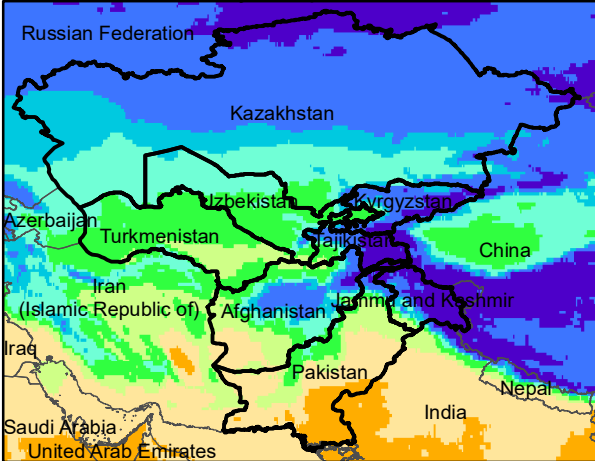 Russian Federation
Kazakhstan
Izbekistan
Kyrgyzstan
Azerbaijan
Turkmenistan
Tajikistan
China
Iran
(Islamic Republic of)
Afghanistan
Jammu and Kashmir
Iraq
Pakistan
Nepal
Saudi Arabia
India
United Arab Emirates